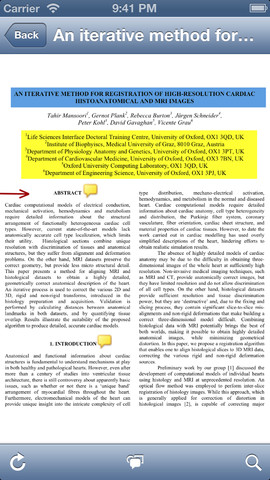 Carrier 9:41 PM
Back An iterative method for...
AN ITERATIVE METHOD FOR REGISTRATION OF HIGH-RESOLUTION CARDIAC
HISTOANATOMICAL AND MRI IMAGES
Tahir Mansoori¹, Gernot Plank², Rebecca Burton³, Jürgen Schneider⁴,
Peter Kohl³, David Gavaghan⁵, Vicente Grau⁶
¹Life Sciences Interface Doctoral Training Centre, University of Oxford, OX1 3QD, UK
²Institute of Biophysics, Medical University of Graz, 8010 Graz, Austria
³Department of Physiology Anatomy and Genetics, University of Oxford, OX1 3PT, UK
⁴Department of Cardiovascular Medicine, University of Oxford, Oxford, OX3 7BN, UK
⁵Oxford University Computing Laboratory, OX1 3QD, UK
⁶Department of Engineering Science, University of Oxford, OX1 3PJ, UK
ABSTRACT
Cardiac computational models of electrical conduction,
mechanical activation, hemodynamics and metabolism
require detailed information about the structural
arrangement of functionally different tissue and/or cell
types. However, current state-of-the-art models lack
anatomically accurate cell type localization, which limits
their utility. Histological sections combine unique
resolution with discrimination of tissues and anatomical
structures, but they suffer from alignment and deformation
problems. On the other hand, MRI datasets preserve the
correct geometry, but provide less tissue structural detail.
This paper presents a method for aligning MRI and
histological datasets to obtain a highly detailed,
geometrically correct anatomical description of the heart.
An iterative process is used to correct the various 2D and
3D, rigid and non-rigid transforms, introduced in the
histology preparation and acquisition. Validation is
performed by calculating distances between anatomical
landmarks in both datasets, and by quantifying tissue
overlap. Results illustrate the suitability of the proposed
algorithm to produce detailed, accurate cardiac models.
1. INTRODUCTION
Anatomical and functional information about cardiac
structures is fundamental to understand mechanisms at play
in both healthy and pathological hearts. However, even after
more than a century of studies into ventricular tissue
architecture, there is still controversy about apparently basic
issues, such as whether or not there is a 'unique band'
arrangement of myocardial fibres throughout the heart.
Furthermore, electromechanical models of the heart can
provide unique insight into the intricate complexity of cell
type distribution, mechano-electrical activation,
hemodynamics, and metabolism in the normal and diseased
heart. Cardiac computational models require detailed
information about cardiac anatomy, cell type heterogeneity
and distribution, the Purkinje fiber system, coronary
vasculature, fiber orientation, cardiac sheet structure, and
material properties of cardiac tissue. However, to date the
work carried out in cardiac modelling has used overly
simplified descriptions of the heart, hindering efforts to
obtain realistic simulation results.
The absence of highly detailed models of cardiac
anatomy may be due to the difficulty in obtaining three-
dimensional images of the whole heart at sufficiently high
resolution. Non-invasive medical imaging techniques, such
as MRI and CT, provide anatomically correct images, but
they have limited resolution and do not allow discrimination
of all cell types. On the other hand, histological datasets
provide sufficient resolution and tissue discrimination
power, but they are 'destructive' and, due to the fixing and
slicing process, they contain significant slice-to-slice mis-
alignments and non-rigid deformations that make building a
correct three-dimensional model difficult. Combining
histological data with MRI potentially brings the best of
both worlds, making it possible to obtain highly detailed
anatomical images, while minimising geometrical
distortion. In this paper, we propose a registration algorithm
that enables one to align histological slices to 3D MRI data,
correcting the various rigid and non-rigid deformation
sources.
Preliminary work by our group [1] discussed the
development of computational models of individual hearts
using histology and MRI at unprecedented resolution. An
optical flow method was employed to perform inter-slice
registration of histology images. While this approach, which
is generally applied for correction of distortion in
histological images [2], is capable of correcting major